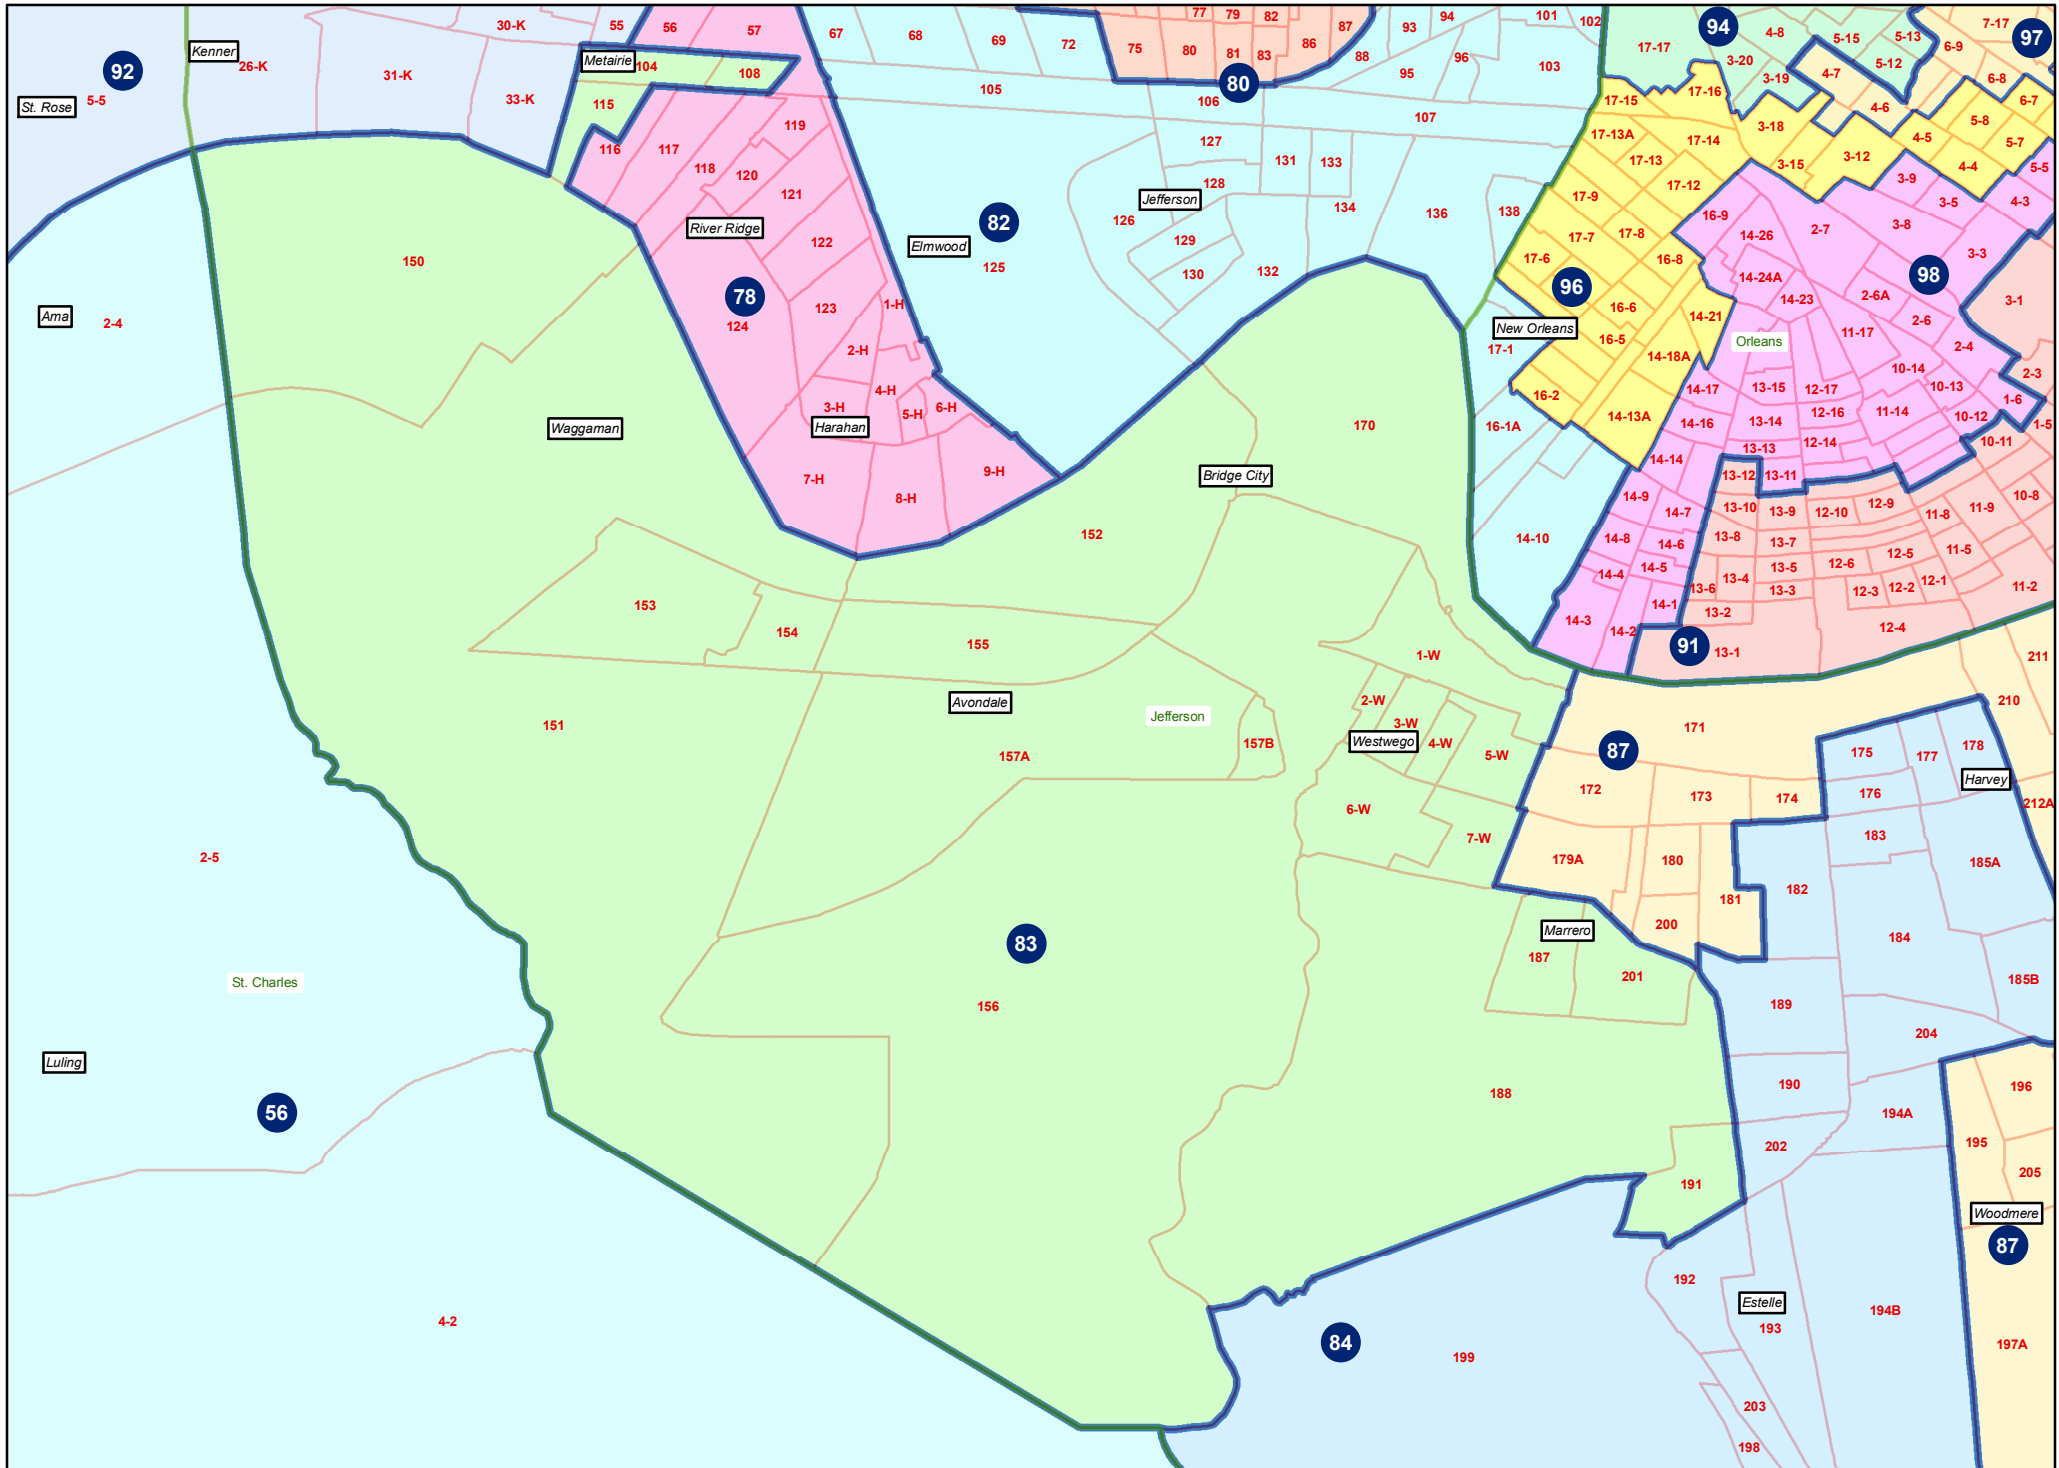 30-K 55 56 57 67 68 69 72 77 79 82 87 93 94 101 102 94 4-8 5-15 5-13 7-17 97
92 Kenner 26-K 31-K Metairie 104 108 75 80 81 83 86 88 95 96 103 17-17 3-20 5-12 6-9
St. Rose 5-5 33-K 115 105 106 80 107 17-15 17-16 3-19 4-7 4-6 6-8 6-7
116 117 118 119 120 121 127 131 133 17-13A 17-14 3-18 4-5 5-8 5-7
128 17-13 17-12 3-15 3-12 4-4 5-5
River Ridge 82 Jefferson 126 134 136 138 17-9 16-9 3-9 3-5 4-3
150 122 Elmwood 125 129 130 132 17-7 17-8 14-26 2-7 3-8 3-3
Ama 2-4 78 124 123 1-H 17-6 96 16-8 14-24A 14-23 2-6A 98 3-1
2-H New Orleans 17-1 16-6 16-5 14-21 Orleans 11-17 2-6 2-4
4-H 14-18A 14-17 13-15 12-17 10-14 10-13 2-3
Waggaman 3-H 5-H 6-H Harahan 170 16-2 16-1A 14-13A 14-16 13-14 12-16 11-14 10-12 1-6 1-5
7-H 8-H 9-H Bridge City 14-14 13-13 12-14 10-11
14-9 13-12 13-11
152 14-10 14-7 13-10 13-9 12-10 12-9 11-8 11-9 10-8
14-8 14-6 13-8 13-7 12-5 11-5
153 14-4 14-5 13-6 13-4 13-5 12-6 12-3 12-2 12-1 11-2
154 155 14-3 14-1 13-2 13-3 12-4
1-W 14-2 91 13-1 211
151 Avondale Jefferson 2-W 3-W 171 210
157A 157B Westwego 4-W 5-W 87 175 177 178 Harvey
6-W 172 173 174 176 212A
2-5 7-W 179A 180 183 185A
181 182
83 Marrero 200 184
St. Charles 156 187 201 189 185B
Luling 204
56 188 190 194A 196
202 195
191 205
Woodmere
192 87
4-2 84 Estelle 194B
199 193 197A
203
198